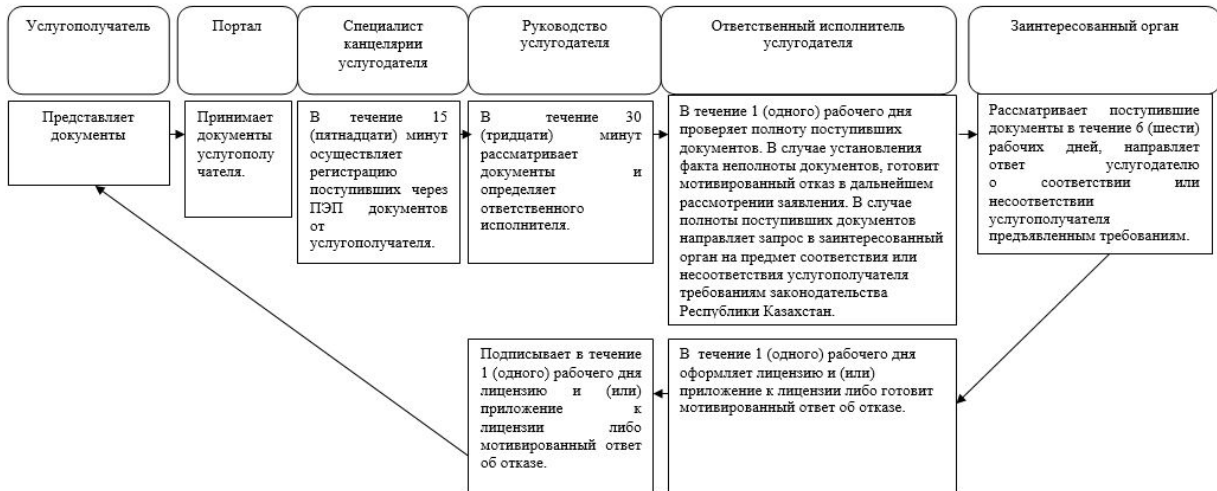 Услугополучатель
Портал
Специалист
канцелярии
услугодателя
Руководство
услугодателя
Ответственный исполнитель
услугодателя
Заинтересованный орган
Представляет
документы
Принимает
документы
услугополу
чателя.
В течение 15
(пятнадцати) минут
осуществляет
регистрацию
поступивших через
ПЭП документов
от
услугополучателя.
В течение 30
(тридцати) минут
рассматривает
документы и
определяет
ответственного
исполнителя.
В течение 1 (одного) рабочего дня
проверяет полноту поступивших
документов. В случае установления
факта неполноты документов, готовит
мотивированный отказ в дальнейшем
рассмотрении заявления. В случае
полноты поступивших документов
направляет запрос в заинтересованный
орган на предмет соответствия или
несоответствия услугополучателя
требованиям законодательства
Республики Казахстан.
Рассматривает поступившие
документы в течение 6 (шести)
рабочих дней, направляет
ответ услугодателю
о соответствии или
несоответствии
услугополучателя
предъявленным требованиям.
Подписывает в течение
1 (одного) рабочего дня
лицензию и (или)
приложение к
лицензии либо
мотивированный ответ
об отказе.
В течение 1 (одного) рабочего дня
оформляет лицензию и (или)
приложение к лицензии либо готовит
мотивированный ответ об отказе.